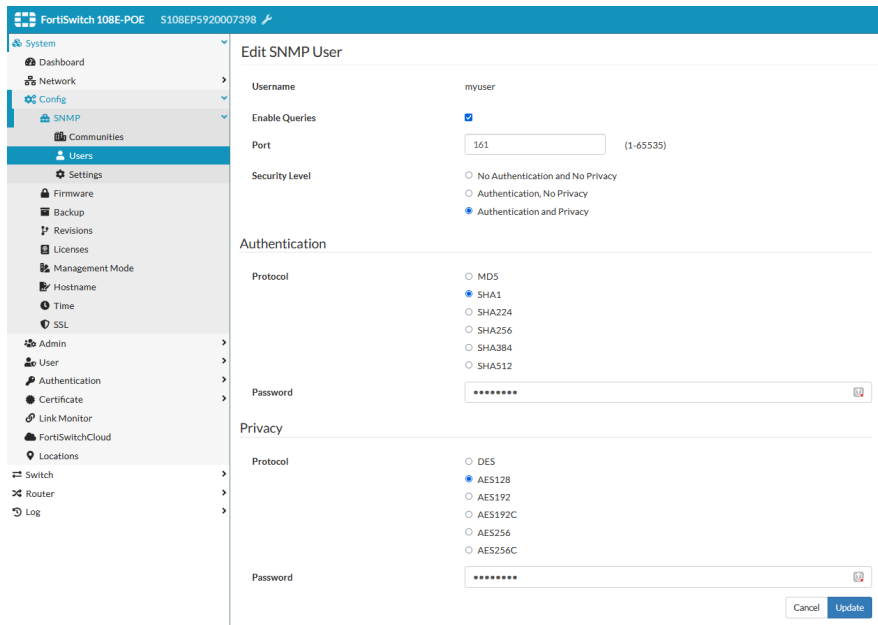 FortiSwitch 108E-POE S108EP5920007398
System
Dashboard
Network
Config
SNMP
Communities
Users
Settings
Firmware
Backup
Revisions
Licenses
Management Mode
Hostname
Time
SSL
Admin
User
Authentication
Certificate
Link Monitor
FortiSwitchCloud
Locations
Switch
Router
Log
Edit SNMP User
Username myuser
Enable Queries
Port 161 (1-65535)
Security Level No Authentication and No Privacy
Authentication, No Privacy
Authentication and Privacy
Authentication
Protocol MD5
SHA1
SHA224
SHA256
SHA384
SHA512
Password ••••••••
Privacy
Protocol DES
AES128
AES192
AES192C
AES256
AES256C
Password ••••••••
Cancel Update